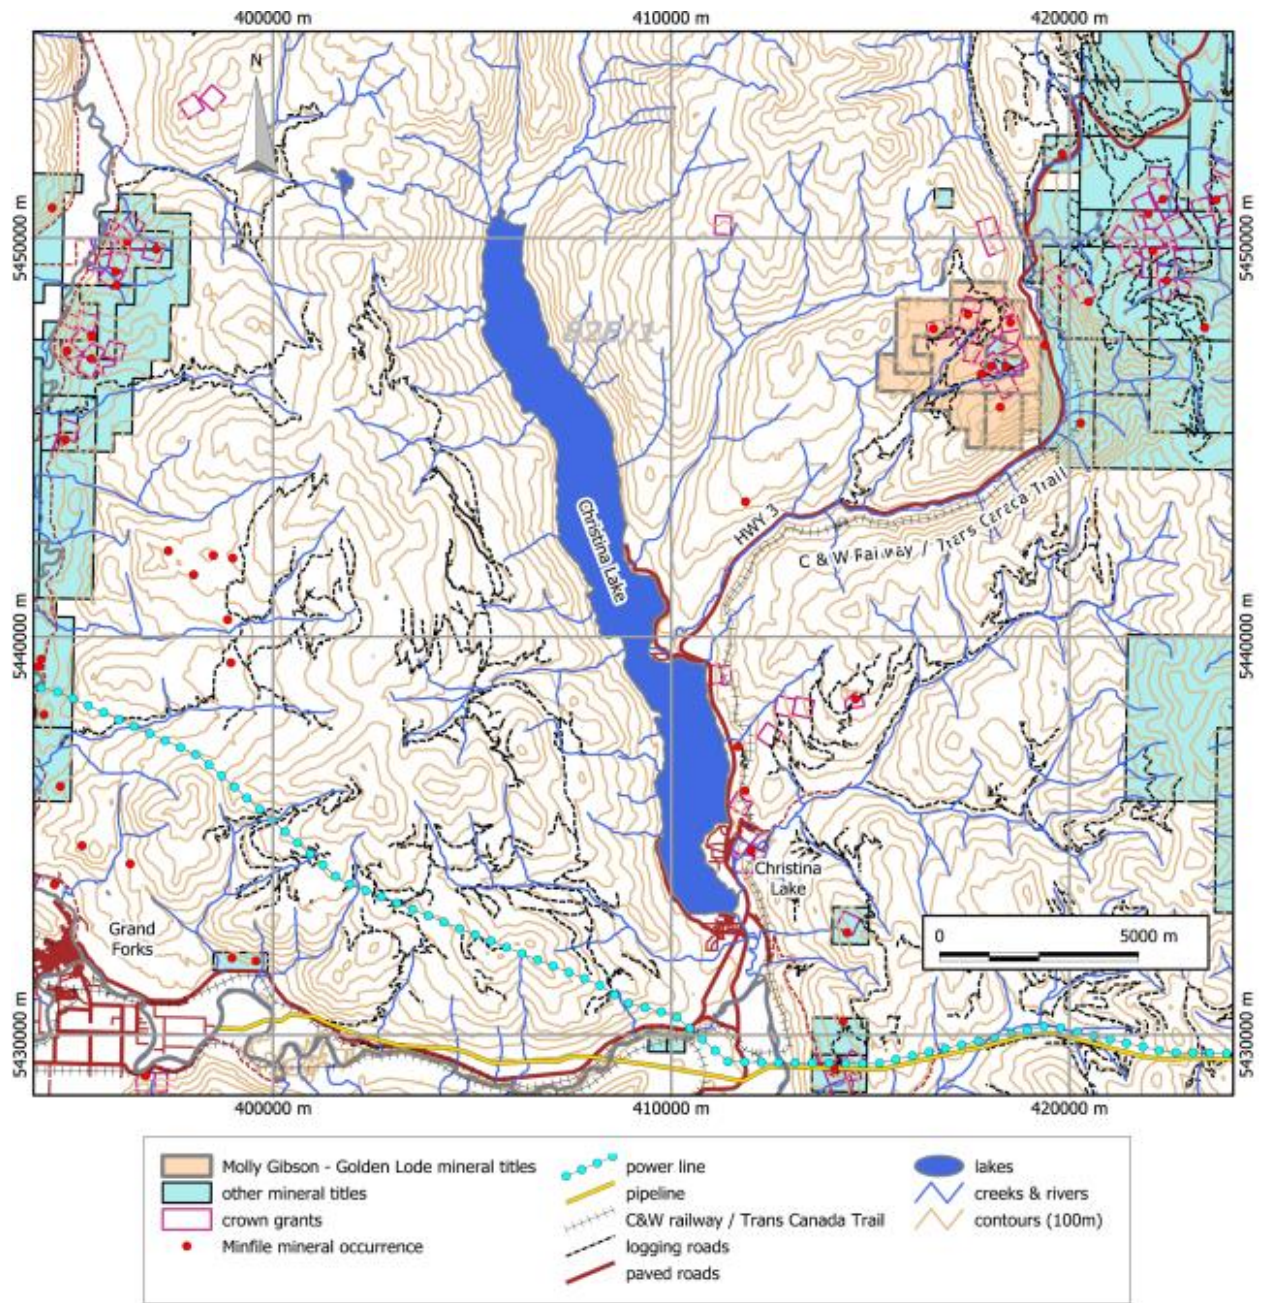 400000 m
410000 m
420000 m
N
5450000 m
5450000 m
82E/1
Christina Lake
HWY 3
C & W Railway / Trans Canada Trail
5440000 m
5440000 m
Christina
Lake
Grand
Forks
0
5000 m
5430000 m
5430000 m
400000 m
410000 m
420000 m
Molly Gibson - Golden Lode mineral titles
other mineral titles
crown grants
Minfile mineral occurrence
power line
pipeline
C&W railway / Trans Canada Trail
logging roads
paved roads
lakes
creeks & rivers
contours (100m)